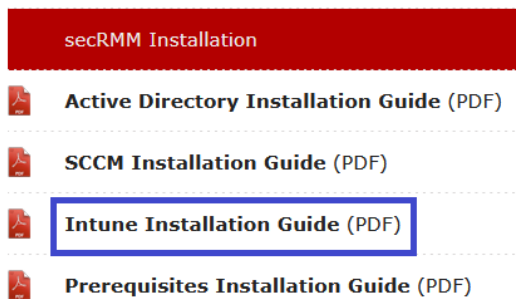 secRMM Installation
Active Directory Installation Guide (PDF)
SCCM Installation Guide (PDF)
Intune Installation Guide (PDF)
Prerequisites Installation Guide (PDF)